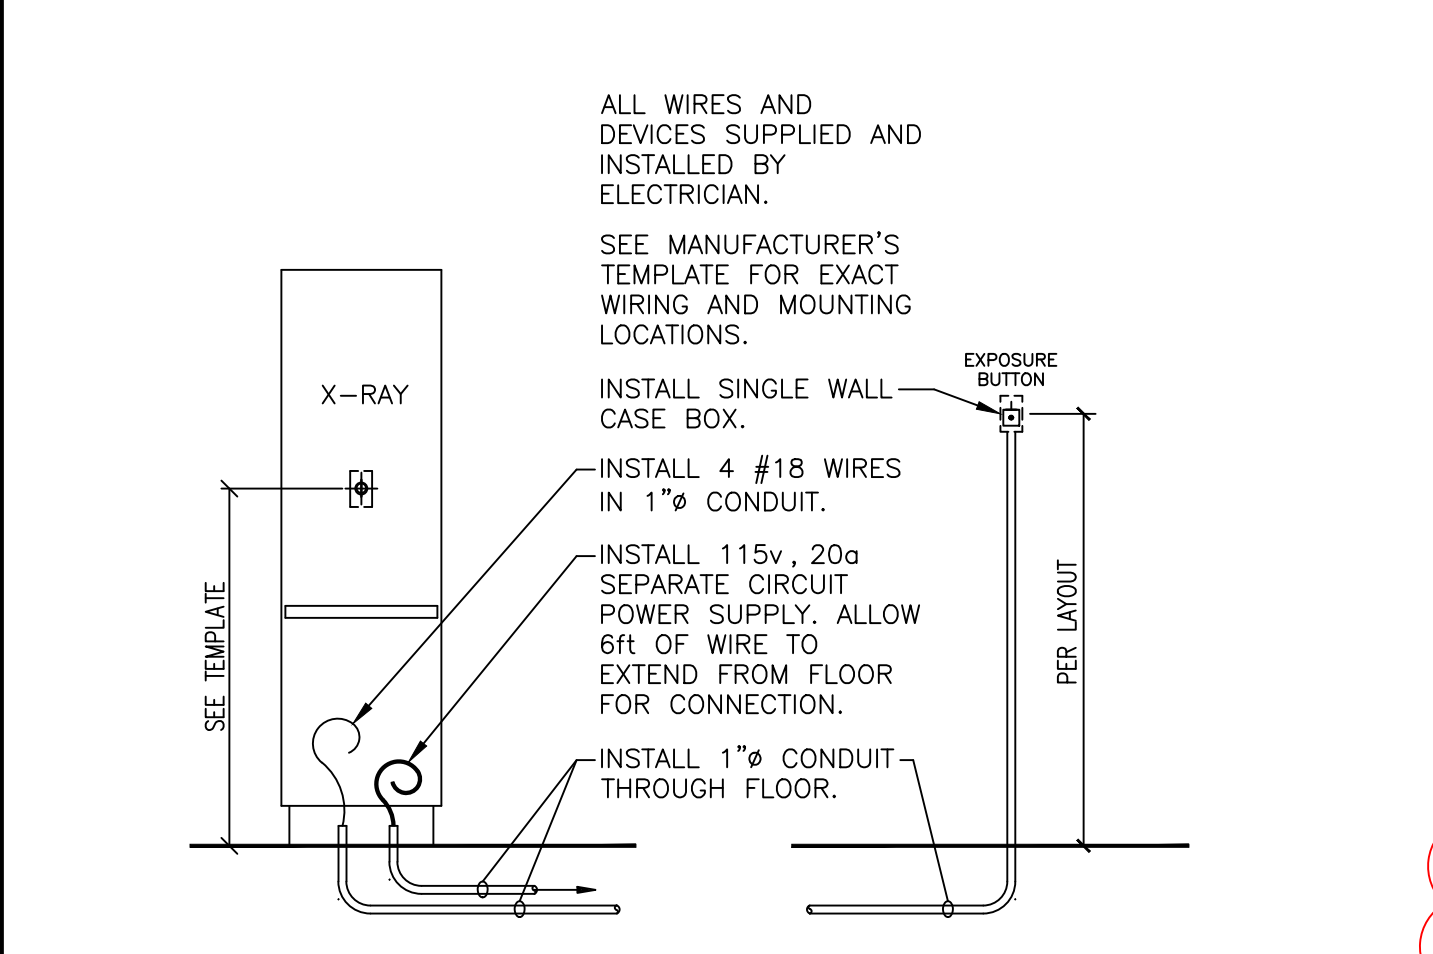 ALL WIRES AND
DEVICES SUPPLIED AND
INSTALLED BY
ELECTRICIAN.
SEE MANUFACTURER'S
TEMPLATE FOR EXACT
WIRING AND MOUNTING
LOCATIONS.
EXPOSURE
BUTTON
X-RAY
INSTALL SINGLE WALL
CASE BOX.
INSTALL 4 #18 WIRES
IN 1"ø CONDUIT.
INSTALL 115v, 20a
SEPARATE CIRCUIT
POWER SUPPLY. ALLOW
6ft OF WIRE TO
EXTEND FROM FLOOR
FOR CONNECTION.
SEE TEMPLATE
PER LAYOUT
INSTALL 1"ø CONDUIT
THROUGH FLOOR.